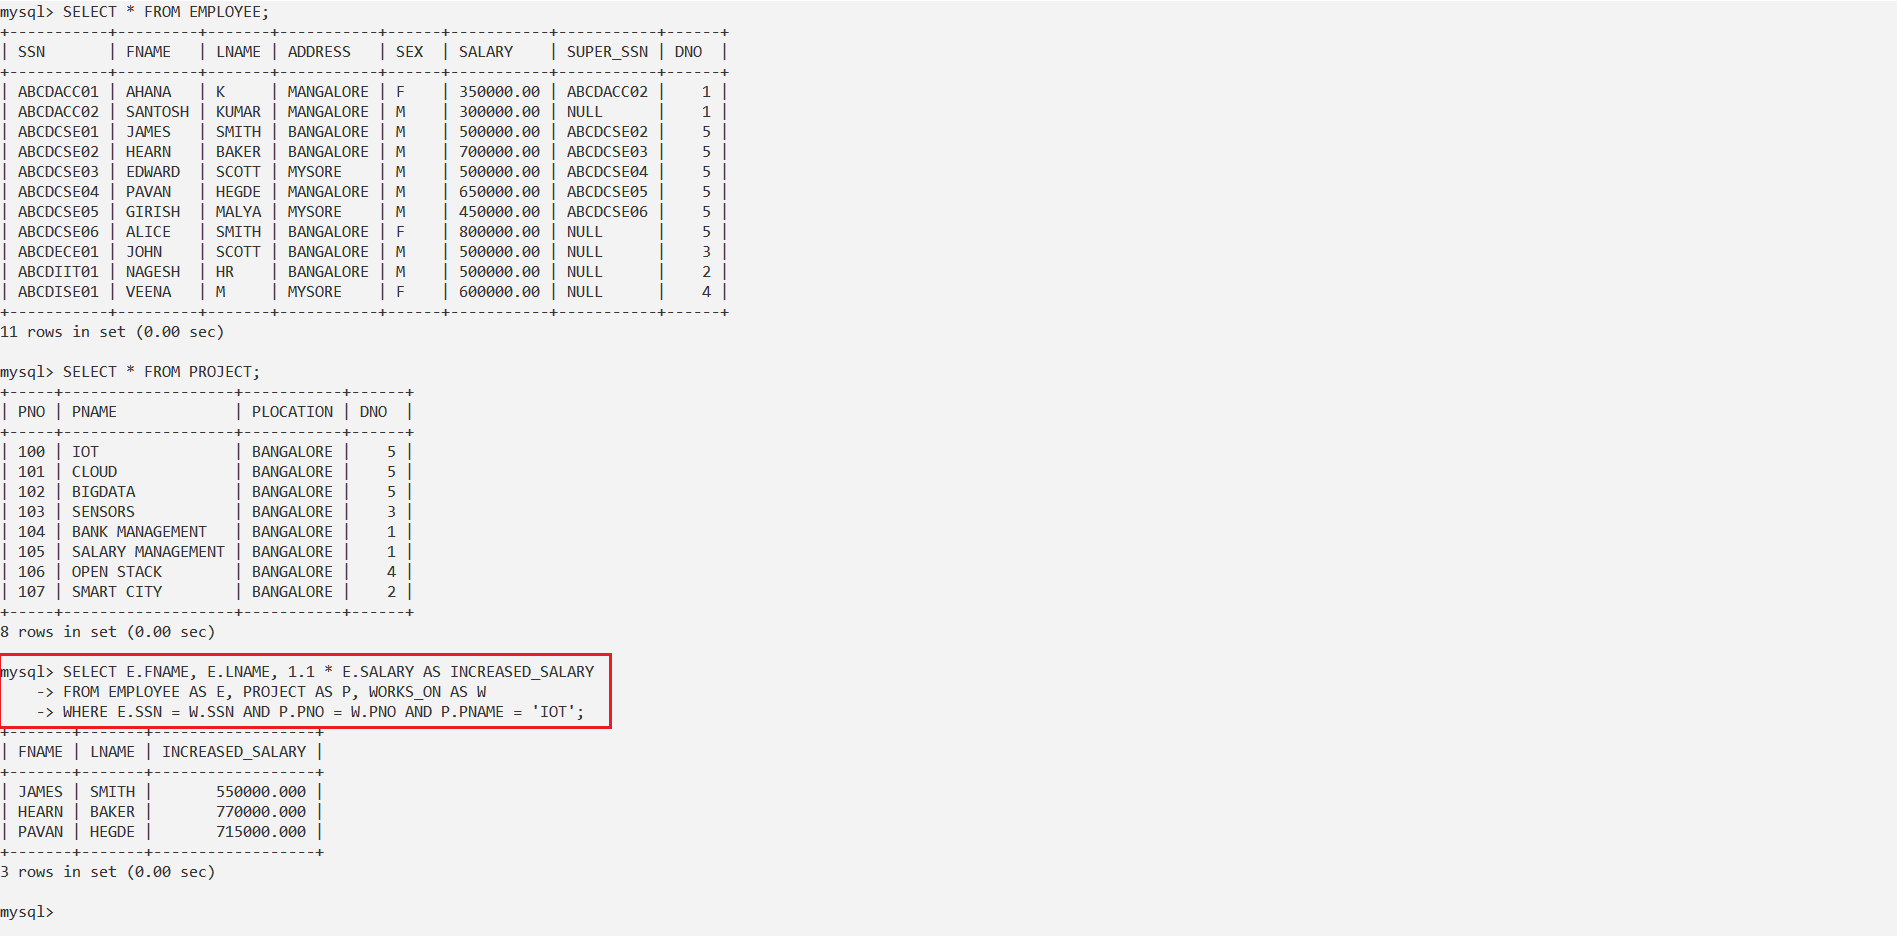 mysql> SELECT * FROM EMPLOYEE;
+-----------+---------+-------+-----------+------+-----------+-----------+------+
| SSN       | FNAME   | LNAME | ADDRESS   | SEX  | SALARY    | SUPER_SSN | DNO  |
+-----------+---------+-------+-----------+------+-----------+-----------+------+
| ABCDACC01 | AHANA   | K     | MANGALORE | F    | 350000.00 | ABCDACC02 |    1 |
| ABCDACC02 | SANTOSH | KUMAR | MANGALORE | M    | 300000.00 | NULL      |    1 |
| ABCDCSE01 | JAMES   | SMITH | BANGALORE | M    | 500000.00 | ABCDCSE02 |    5 |
| ABCDCSE02 | HEARN   | BAKER | BANGALORE | M    | 700000.00 | ABCDCSE03 |    5 |
| ABCDCSE03 | EDWARD  | SCOTT | MYSORE    | M    | 500000.00 | ABCDCSE04 |    5 |
| ABCDCSE04 | PAVAN   | HEGDE | MANGALORE | M    | 650000.00 | ABCDCSE05 |    5 |
| ABCDCSE05 | GIRISH  | MALYA | MYSORE    | M    | 450000.00 | ABCDCSE06 |    5 |
| ABCDCSE06 | ALICE   | SMITH | BANGALORE | F    | 800000.00 | NULL      |    5 |
| ABCDECE01 | JOHN    | SCOTT | BANGALORE | M    | 500000.00 | NULL      |    3 |
| ABCDIIT01 | NAGESH  | HR    | BANGALORE | M    | 500000.00 | NULL      |    2 |
| ABCDISE01 | VEENA   | M     | MYSORE    | F    | 600000.00 | NULL      |    4 |
+-----------+---------+-------+-----------+------+-----------+-----------+------+
11 rows in set (0.00 sec)

mysql> SELECT * FROM PROJECT;
+-----+-------------------+-----------+------+
| PNO | PNAME             | PLOCATION | DNO  |
+-----+-------------------+-----------+------+
| 100 | IOT               | BANGALORE |    5 |
| 101 | CLOUD             | BANGALORE |    5 |
| 102 | BIGDATA           | BANGALORE |    5 |
| 103 | SENSORS           | BANGALORE |    3 |
| 104 | BANK MANAGEMENT   | BANGALORE |    1 |
| 105 | SALARY MANAGEMENT | BANGALORE |    1 |
| 106 | OPEN STACK        | BANGALORE |    4 |
| 107 | SMART CITY        | BANGALORE |    2 |
+-----+-------------------+-----------+------+
8 rows in set (0.00 sec)

mysql> SELECT E.FNAME, E.LNAME, 1.1 * E.SALARY AS INCREASED_SALARY
    -> FROM EMPLOYEE AS E, PROJECT AS P, WORKS_ON AS W
    -> WHERE E.SSN = W.SSN AND P.PNO = W.PNO AND P.PNAME = 'IOT';
+-------+-------+------------------+
| FNAME | LNAME | INCREASED_SALARY |
+-------+-------+------------------+
| JAMES | SMITH |       550000.000 |
| HEARN | BAKER |       770000.000 |
| PAVAN | HEGDE |       715000.000 |
+-------+-------+------------------+
3 rows in set (0.00 sec)

mysql>